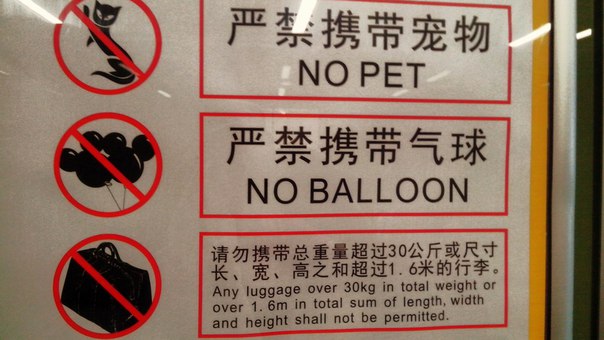 严禁携带宠物
NO PET
严禁携带气球
NO BALLOON
请勿携带总重量超过30公斤或尺寸
长、宽、高之和超过1.6米的行李。
Any luggage over 30kg in total weight or
over 1.6m in total sum of length, width
and height shall not be permitted.